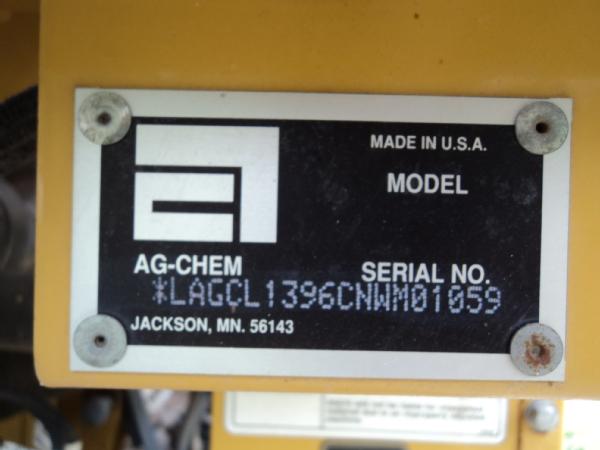 MADE IN U.S.A.
MODEL
AG-CHEM SERIAL NO.
*LAGCL1396CNWM01059
JACKSON, MN. 56143